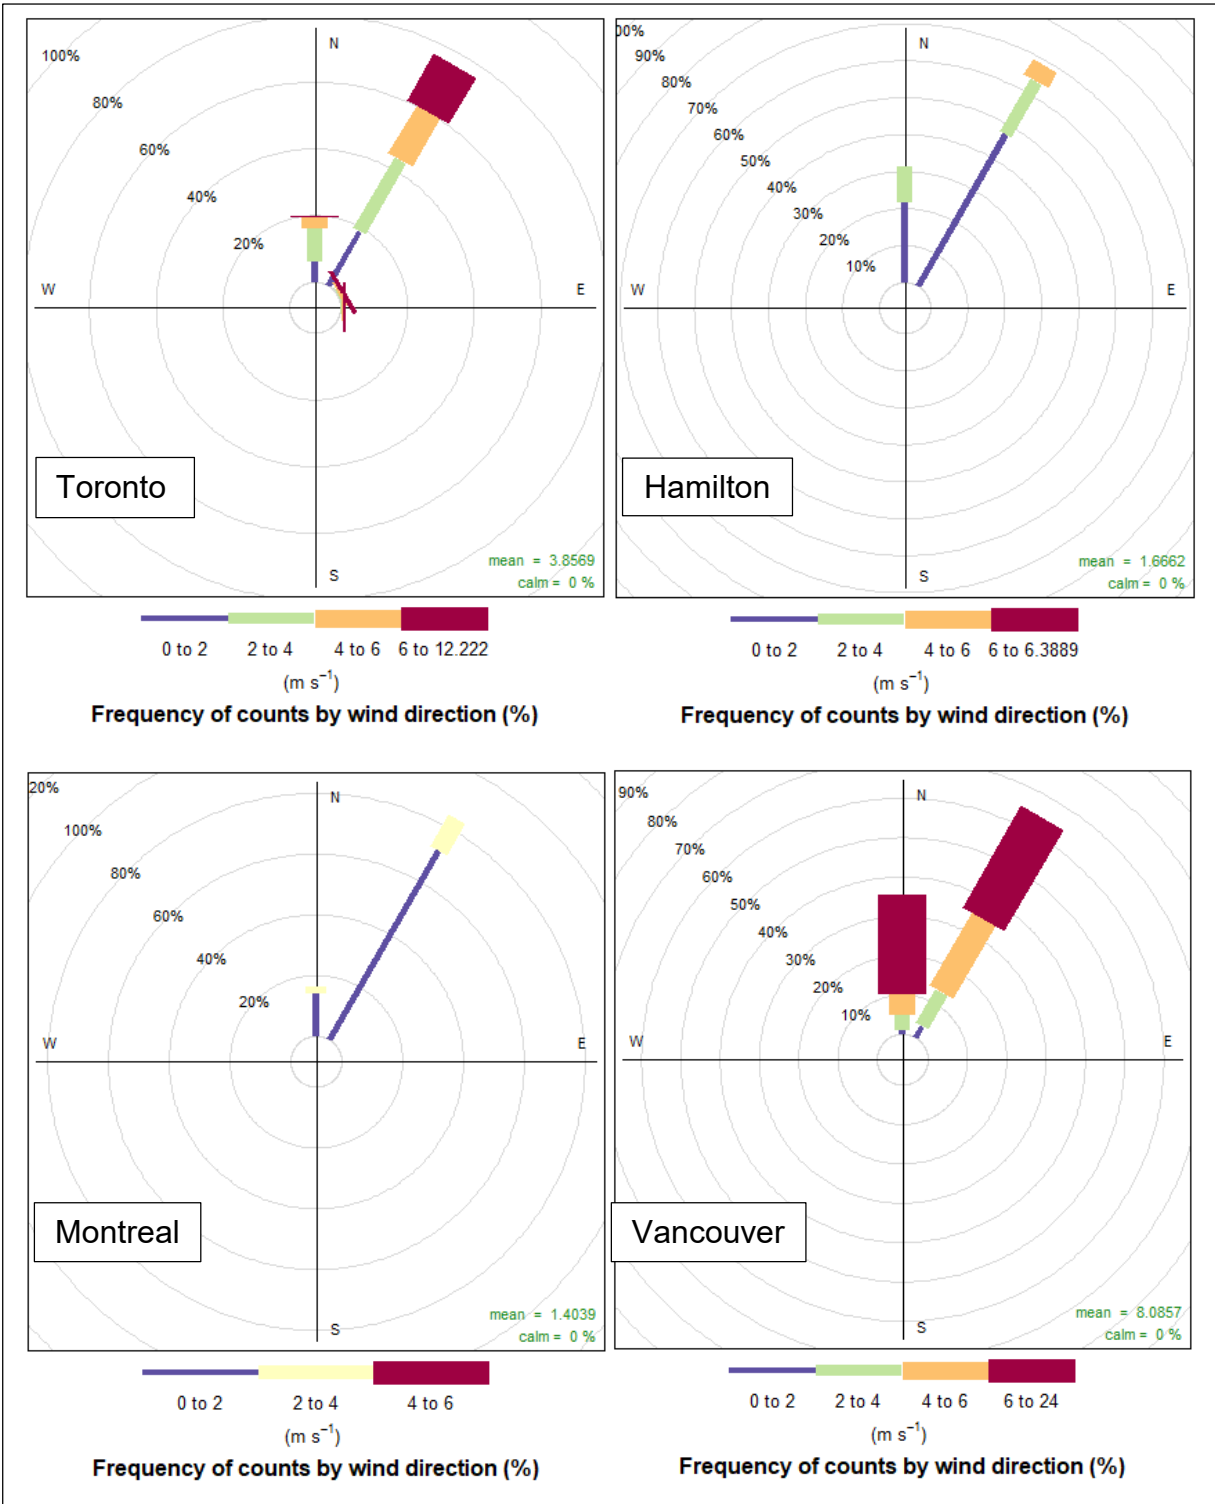 100%
80%
60%
40%
20%
N
W
E
S
Toronto
mean = 3.8569
calm = 0 %
0 to 2 2 to 4 4 to 6 6 to 12.222
(m s⁻¹)
Frequency of counts by wind direction (%)
00%
90%
80%
70%
60%
50%
40%
30%
20%
10%
N
W
E
S
Hamilton
mean = 1.6662
calm = 0 %
0 to 2 2 to 4 4 to 6 6 to 6.3889
(m s⁻¹)
Frequency of counts by wind direction (%)
20%
100%
80%
60%
40%
20%
N
W
E
S
Montreal
mean = 1.4039
calm = 0 %
0 to 2 2 to 4 4 to 6
(m s⁻¹)
Frequency of counts by wind direction (%)
90%
80%
70%
60%
50%
40%
30%
20%
10%
N
W
E
S
Vancouver
mean = 8.0857
calm = 0 %
0 to 2 2 to 4 4 to 6 6 to 24
(m s⁻¹)
Frequency of counts by wind direction (%)